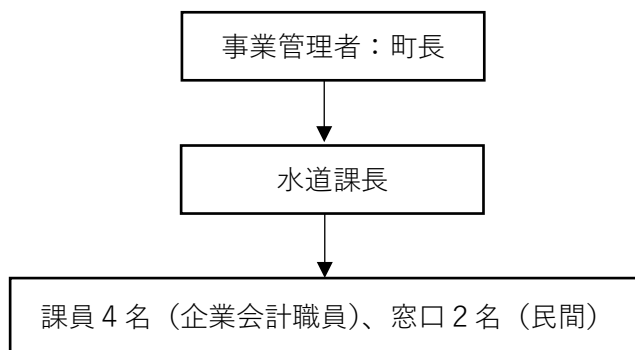 事業管理者：町長
水道課長
課員４名（企業会計職員）、窓口２名（民間）